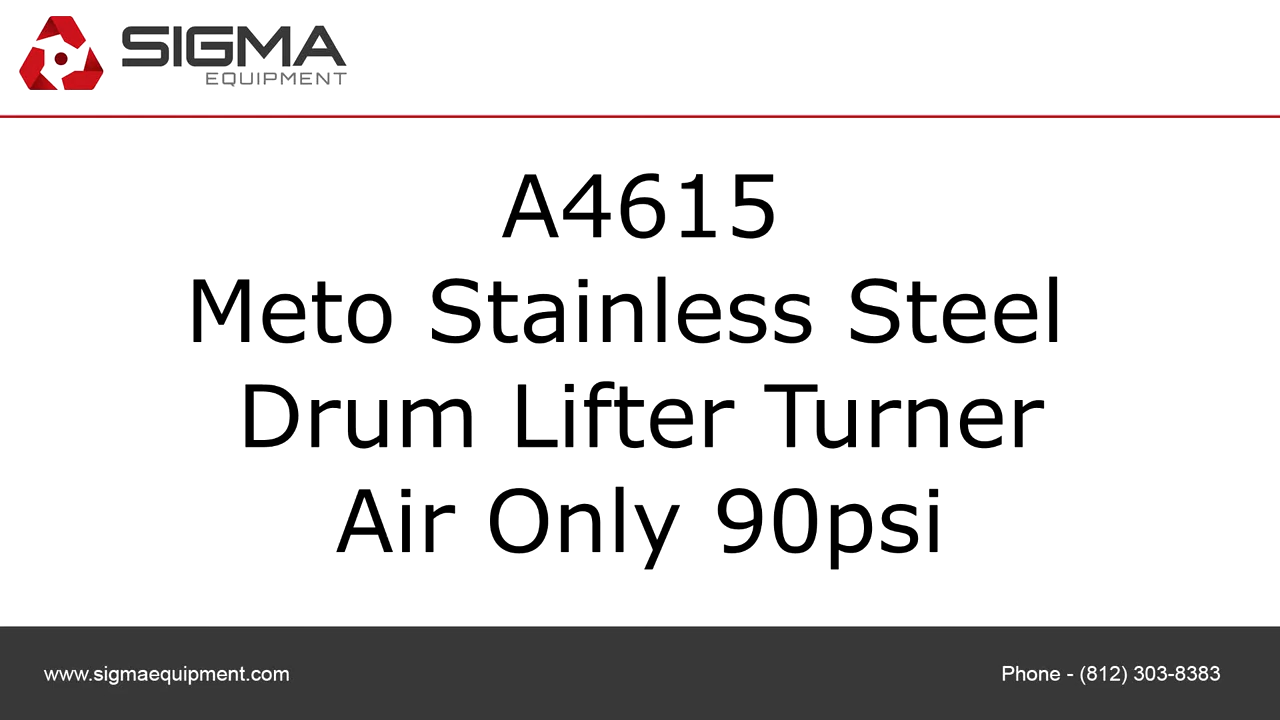 SIGMA
EQUIPMENT
A4615
Meto Stainless Steel
Drum Lifter Turner
Air Only 90psi
www.sigmaequipment.com
Phone - (812) 303-8383